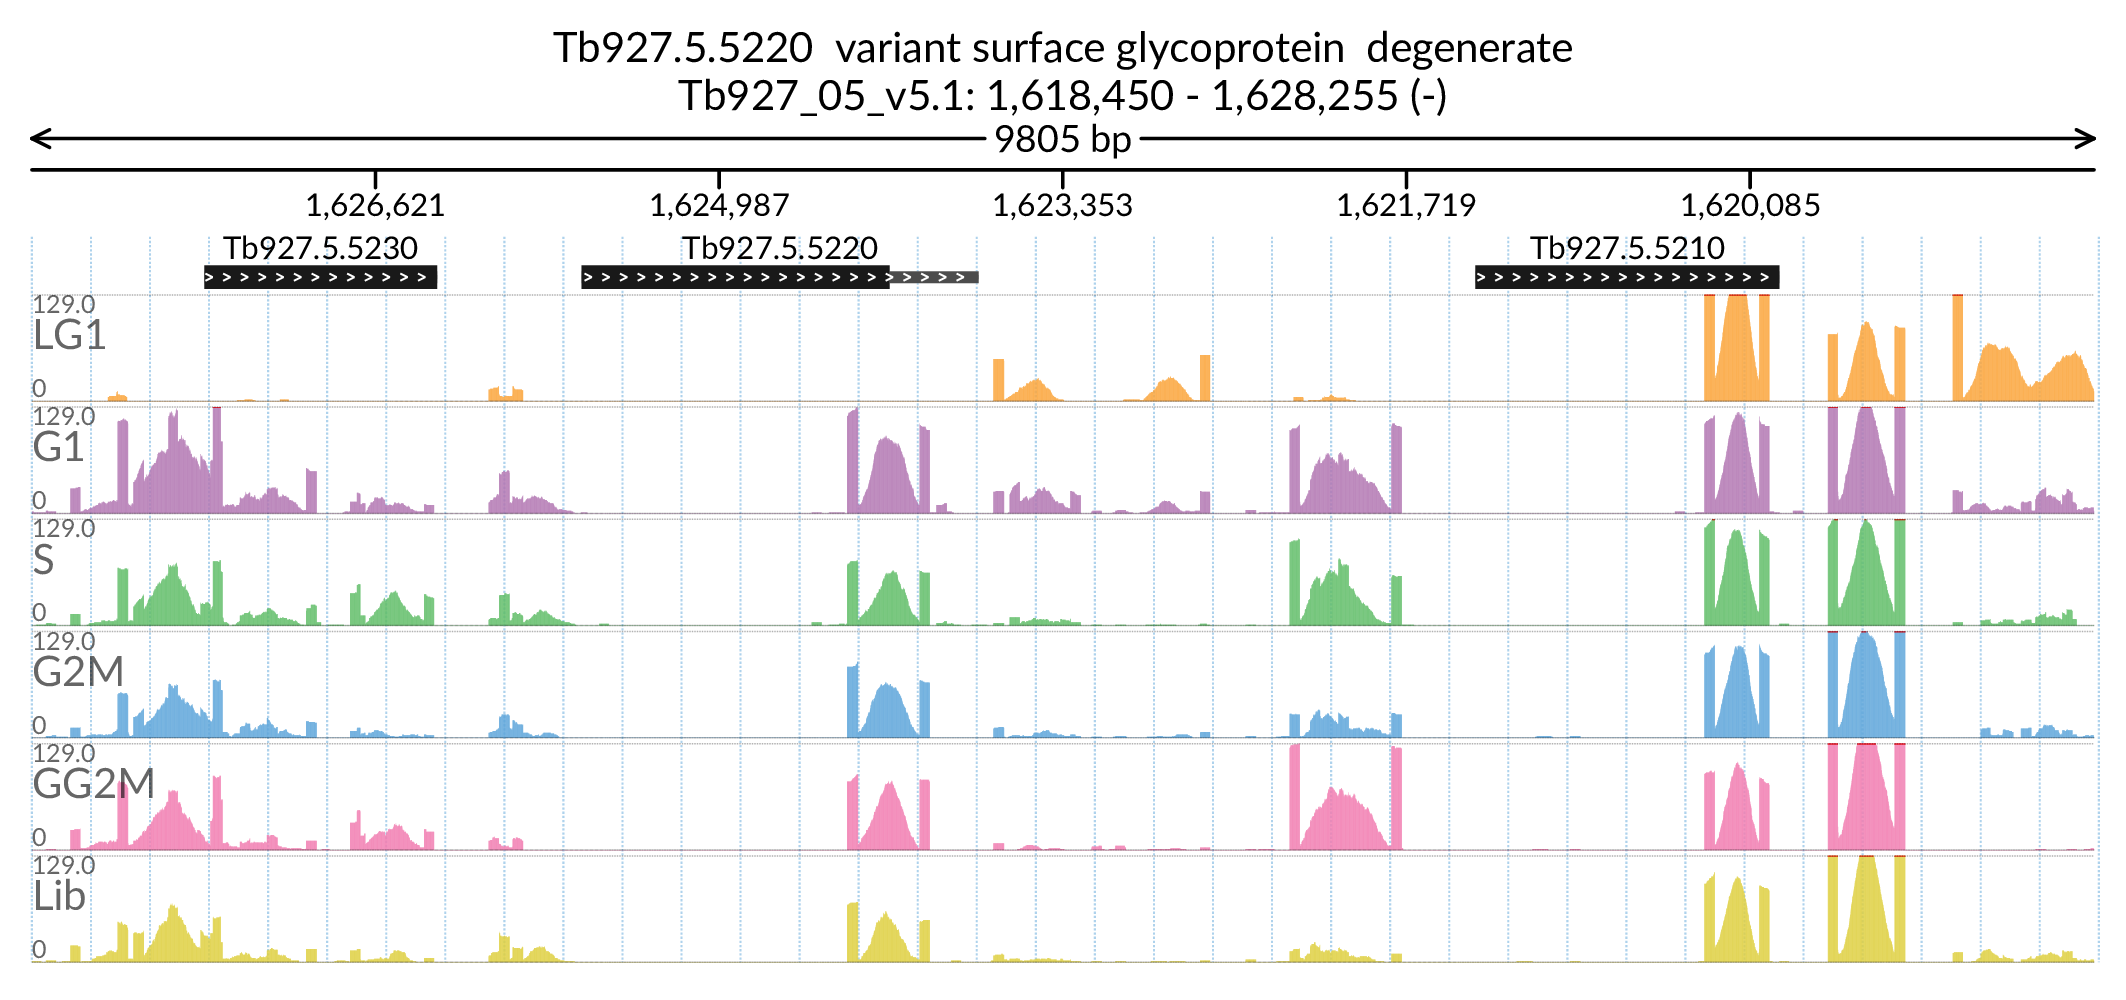 Tb927.5.5220 variant surface glycoprotein degenerate
Tb927_05_v5.1: 1,618,450 - 1,628,255 (-)
9805 bp
1,626,621 1,624,987 1,623,353 1,621,719 1,620,085
Tb927.5.5230 Tb927.5.5220 Tb927.5.5210
129.0
LG1
0
129.0
G1
0
129.0
S
0
129.0
G2M
0
129.0
GG2M
0
129.0
Lib
0